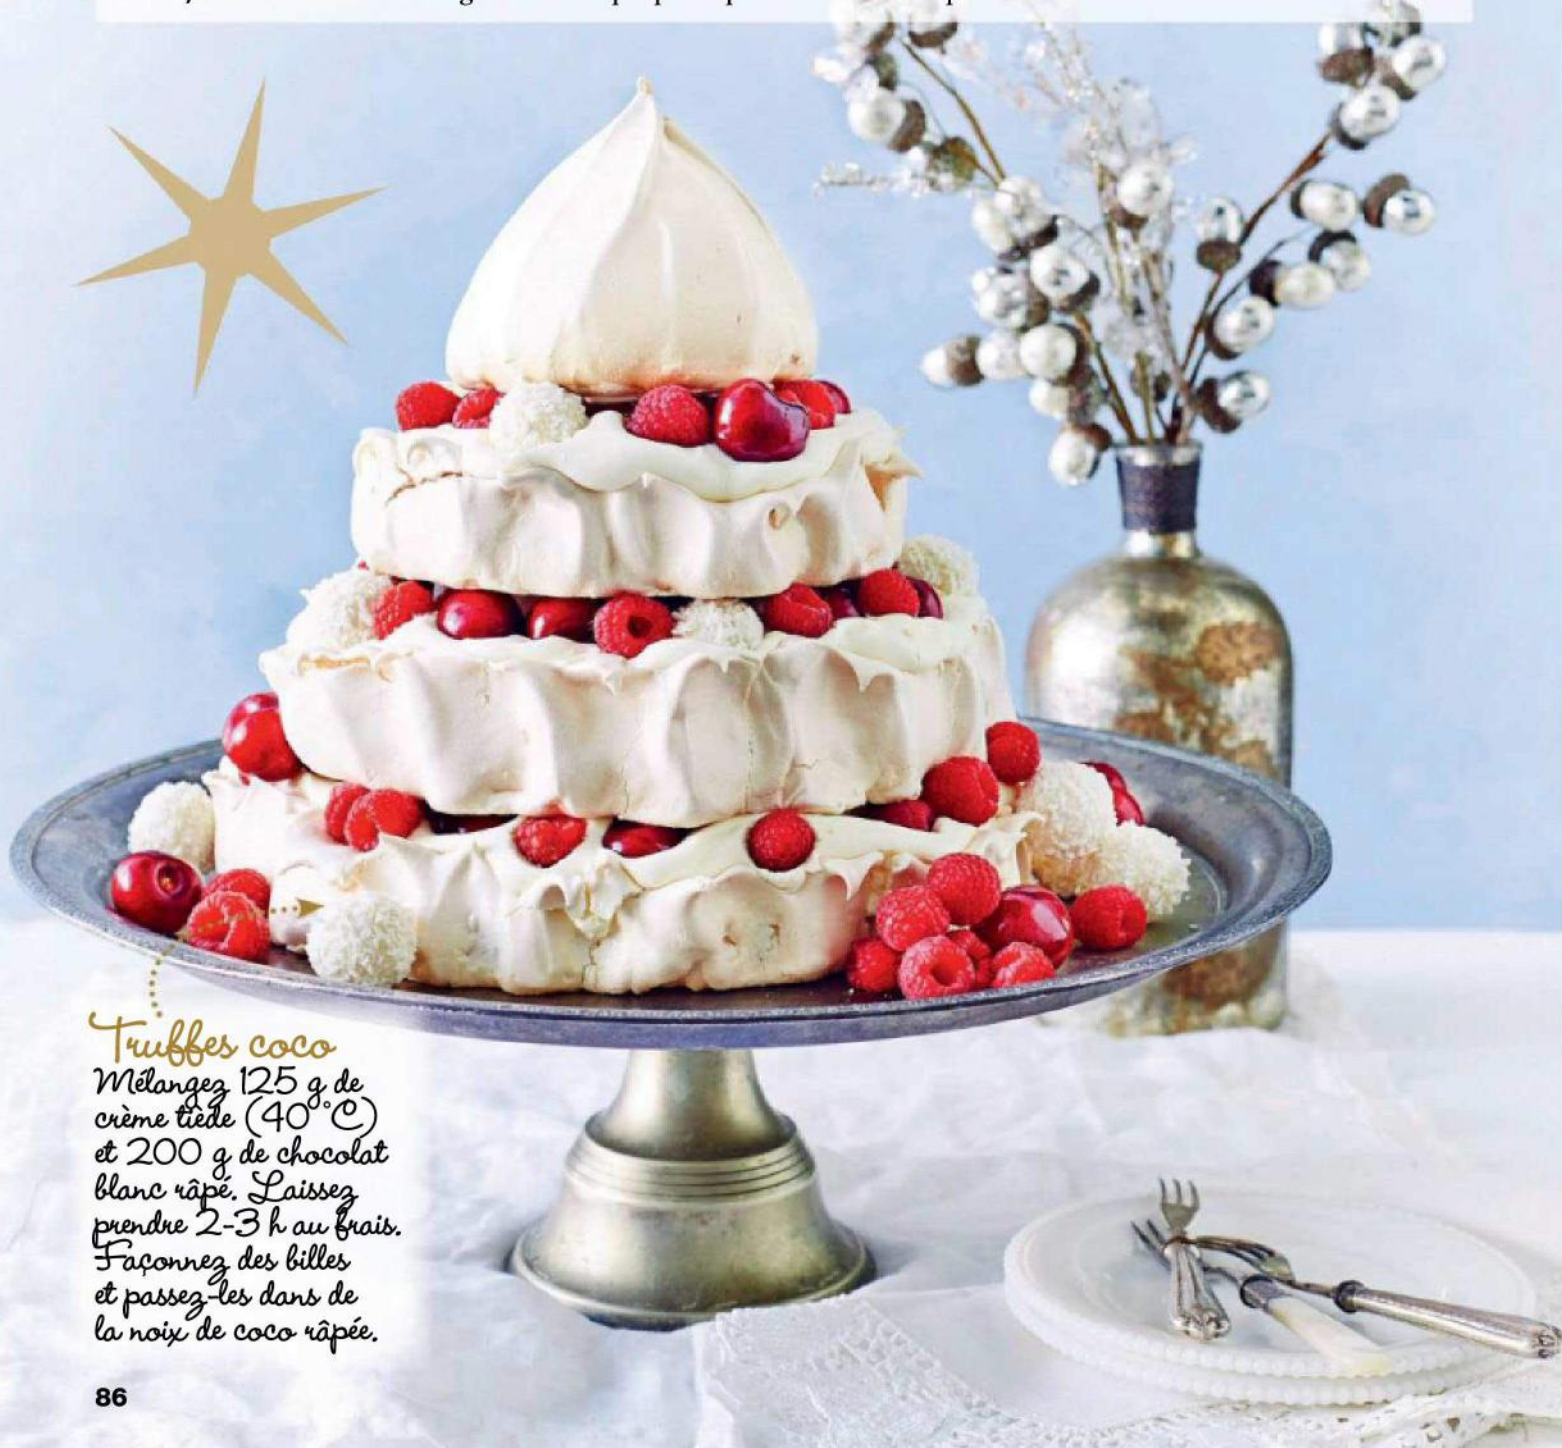 Truffes coco
Mélangez 125 g de
crème tiède (40 °C)
et 200 g de chocolat
blanc râpé. Laissez
prendre 2-3 h au frais.
Façonnez des billes
et passez-les dans de
la noix de coco râpée.
86